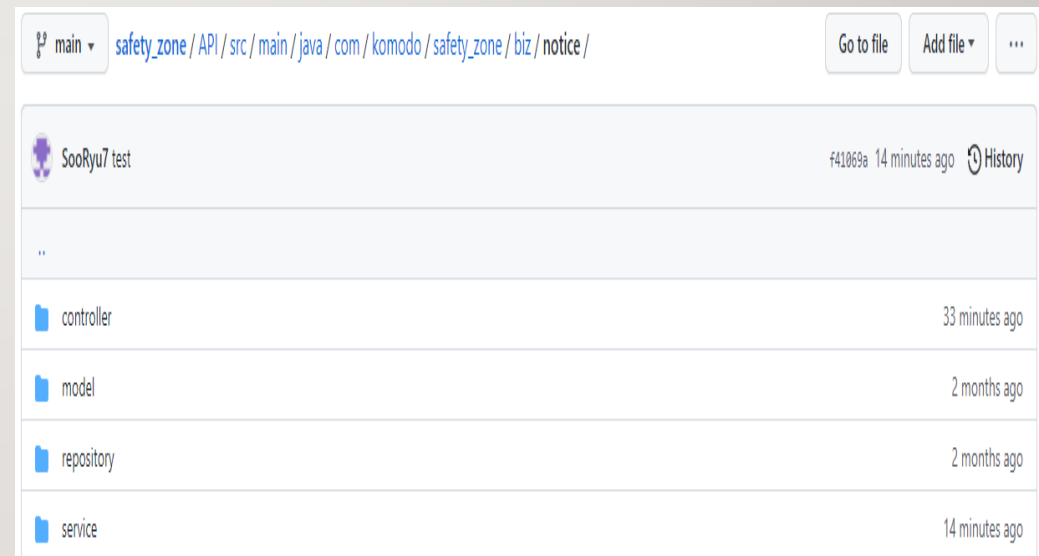 main safety_zone / API / src / main / java / com / komodo / safety_zone / biz / notice / Go to file Add file ...
SooRyu7 test f41069a 14 minutes ago History
..
controller 33 minutes ago
model 2 months ago
repository 2 months ago
service 14 minutes ago